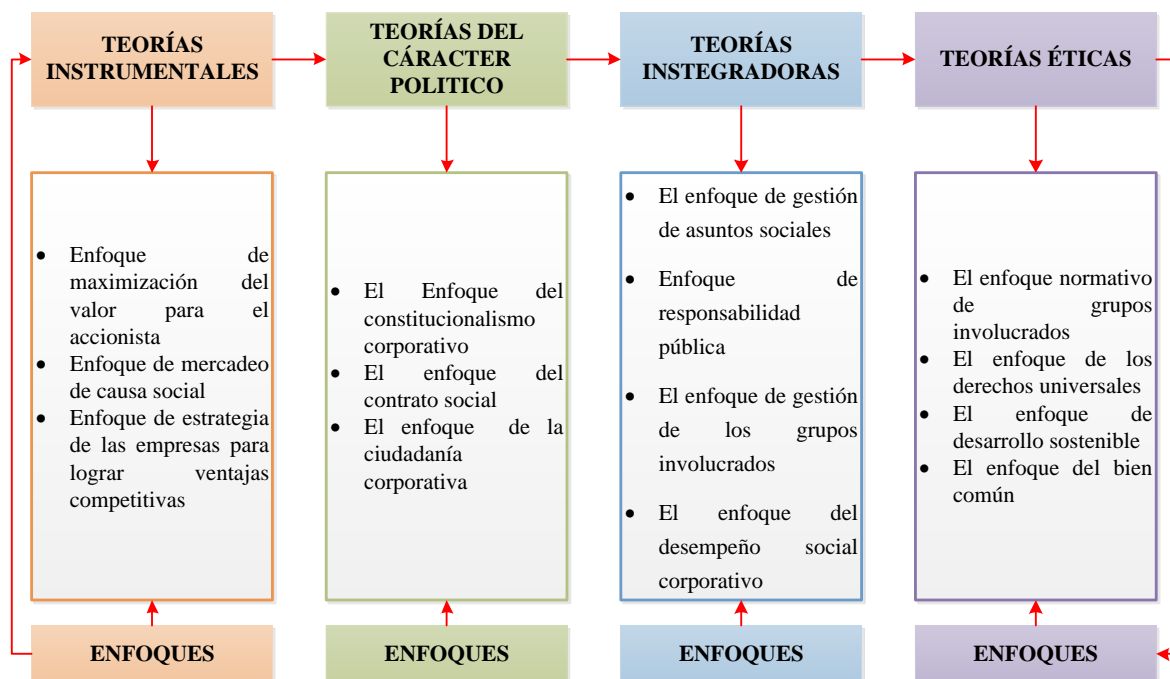 TEORÍAS
INSTRUMENTALES
TEORÍAS DEL
CÁRACTER
POLITICO
TEORÍAS
INSTEGRADORAS
TEORÍAS ÉTICAS
• Enfoque de
maximización del
valor para el
accionista
• Enfoque de mercadeo
de causa social
• Enfoque de estrategia
de las empresas para
lograr ventajas
competitivas
• El Enfoque del
constitucionalismo
corporativo
• El enfoque del
contrato social
• El enfoque de la
ciudadanía
corporativa
• El enfoque de gestión
de asuntos sociales
• Enfoque de
responsabilidad
pública
• El enfoque de gestión
de los grupos
involucrados
• El enfoque del
desempeño social
corporativo
• El enfoque normativo
de grupos
involucrados
• El enfoque de los
derechos universales
• El enfoque de
desarrollo sostenible
• El enfoque del bien
común
ENFOQUES
ENFOQUES
ENFOQUES
ENFOQUES